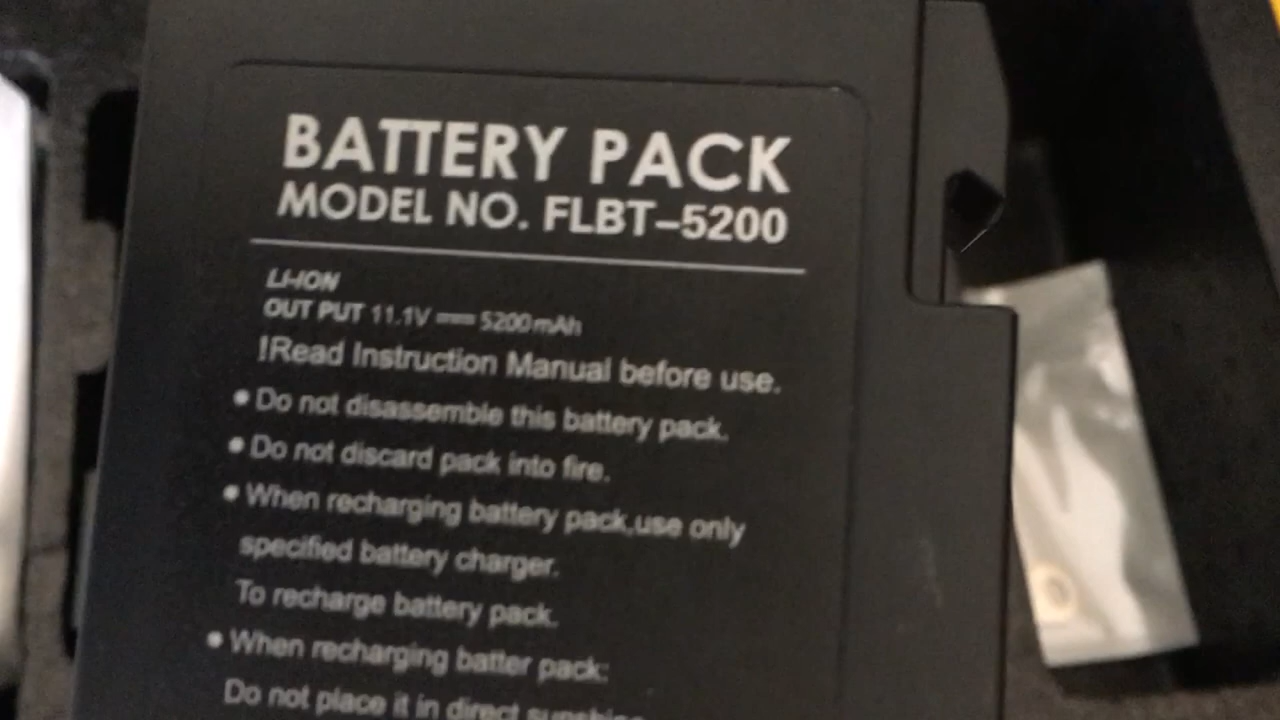 BATTERY PACK
MODEL NO. FLBT-5200
LI-ION
OUT PUT 11.1V ⎓ 5200mAh
!Read Instruction Manual before use.
• Do not disassemble this battery pack.
• Do not discard pack into fire.
• When recharging battery pack,use only
specified battery charger.
To recharge battery pack.
• When recharging batter pack:
Do not place it in direct sunshine